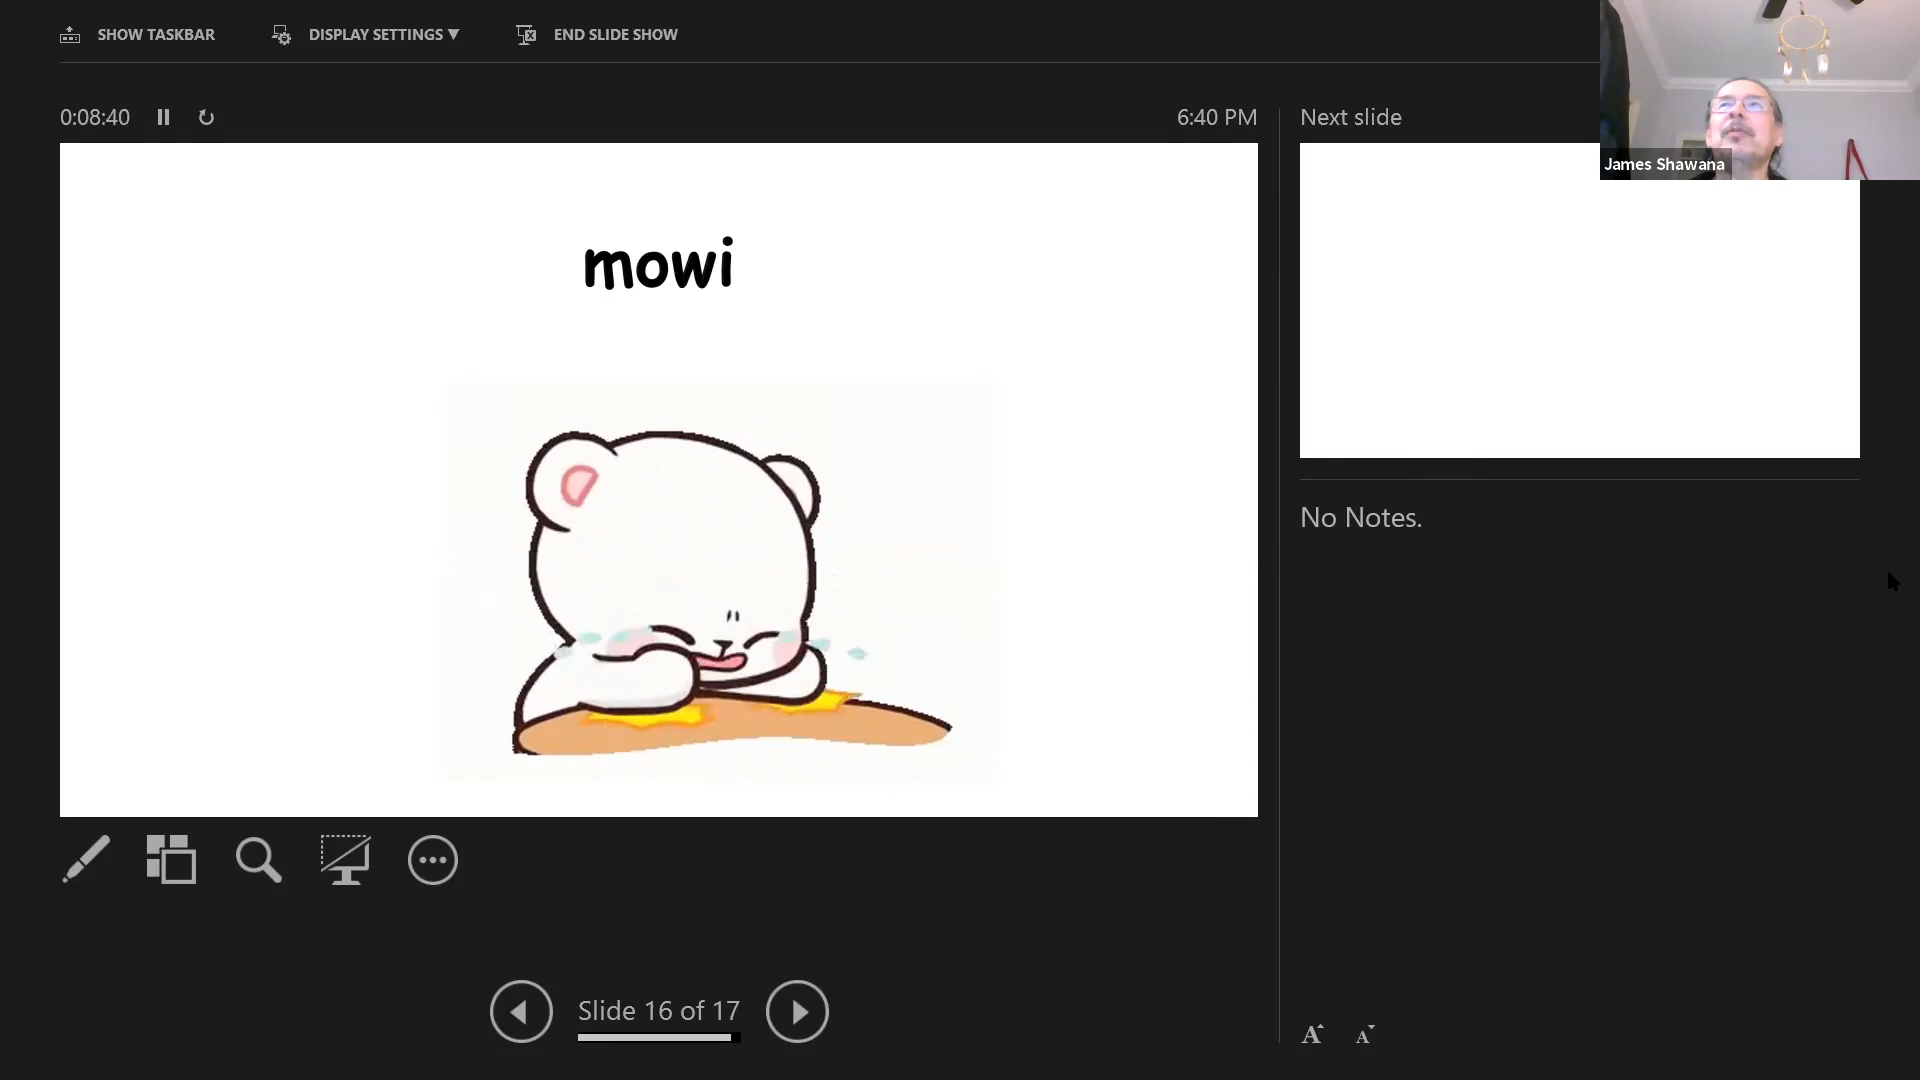 SHOW TASKBAR
DISPLAY SETTINGS ▼
END SLIDE SHOW
0:08:40
6:40 PM
Next slide
James Shawana
mowi
No Notes.
Slide 16 of 17
A A